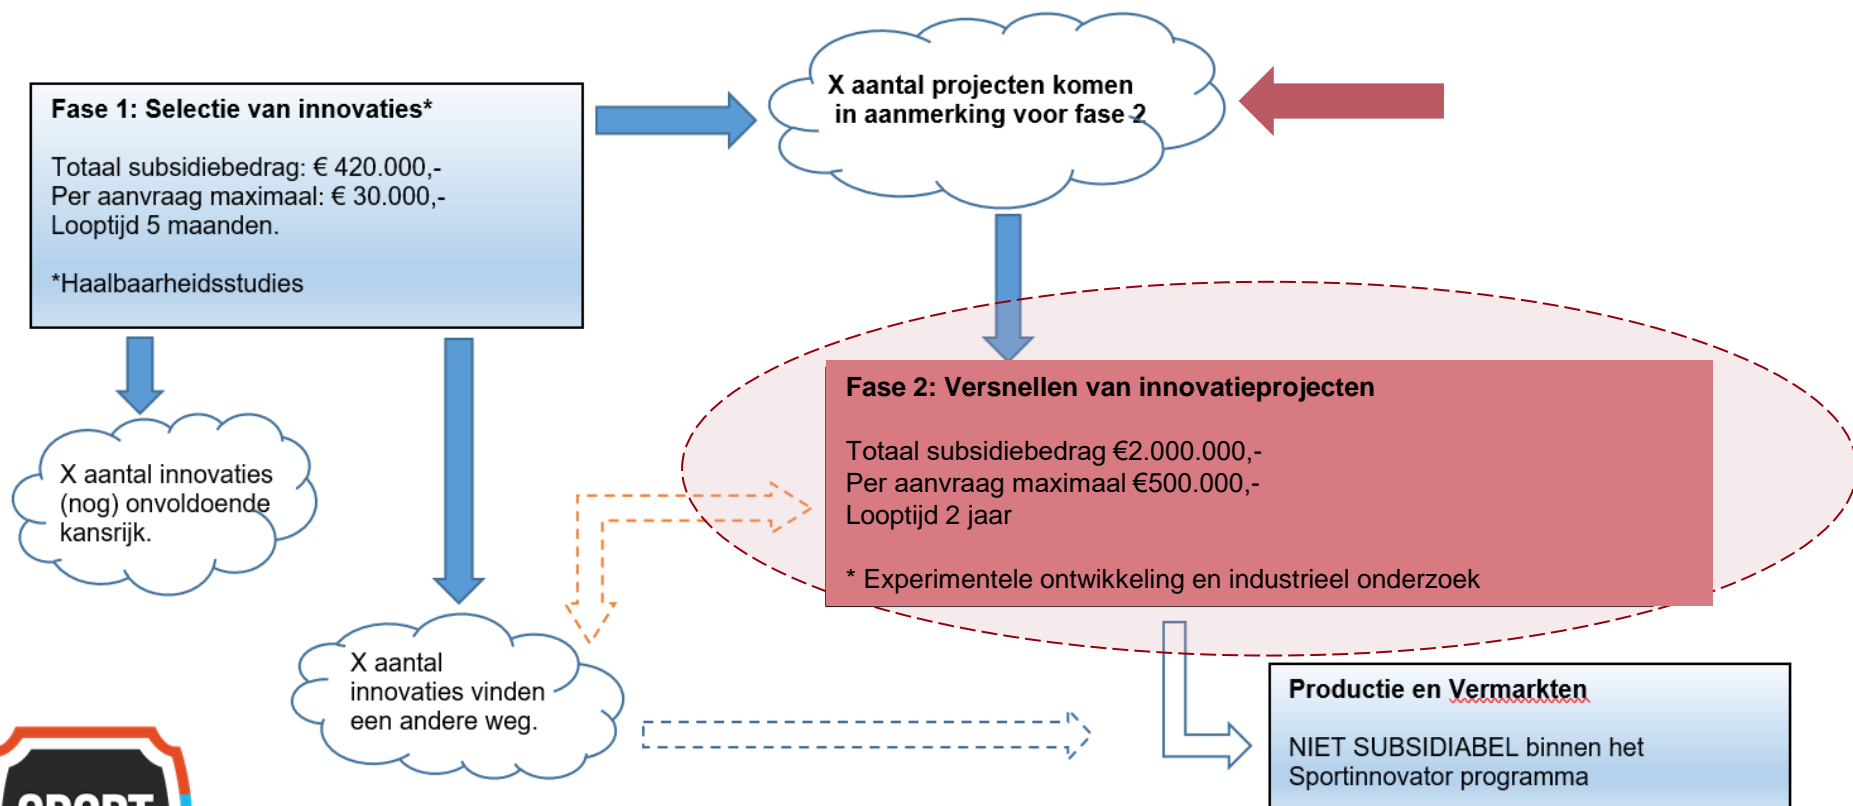 X aantal projecten komen
in aanmerking voor fase 2
Fase 1: Selectie van innovaties*
Totaal subsidiebedrag: € 420.000,-
Per aanvraag maximaal: € 30.000,-
Looptijd 5 maanden.
*Haalbaarheidsstudies
Fase 2: Versnellen van innovatieprojecten
Totaal subsidiebedrag €2.000.000,-
Per aanvraag maximaal €500.000,-
Looptijd 2 jaar
* Experimentele ontwikkeling en industrieel onderzoek
X aantal innovaties
(nog) onvoldoende
kansrijk.
X aantal
innovaties vinden
een andere weg.
Productie en Vermarkten
NIET SUBSIDIABEL binnen het
Sportinnovator programma
SPORT